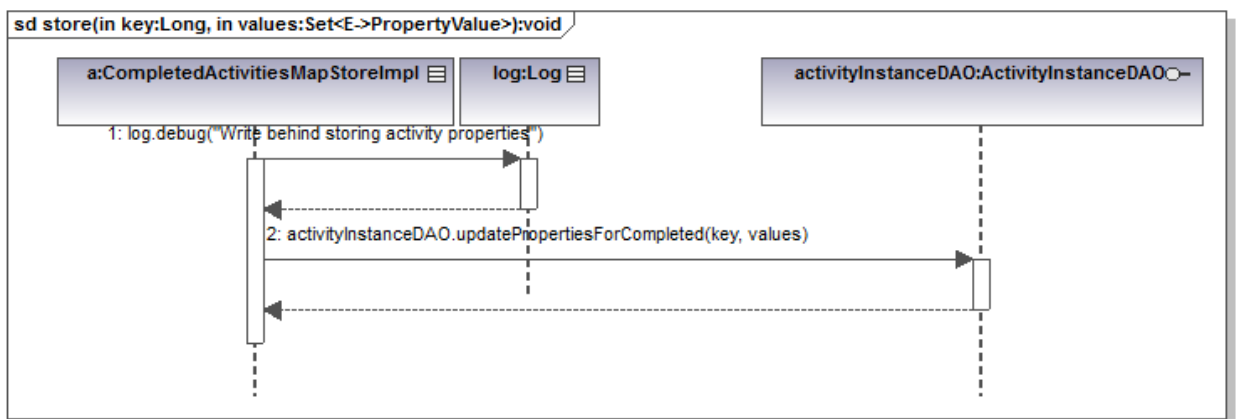 sd store(in key:Long, in values:Set<E->PropertyValue>):void
a:CompletedActivitiesMapStoreImpl
log:Log
activityInstanceDAO:ActivityInstanceDAO
1: log.debug("Write behind storing activity properties")
2: activityInstanceDAO.updatePropertiesForCompleted(key, values)